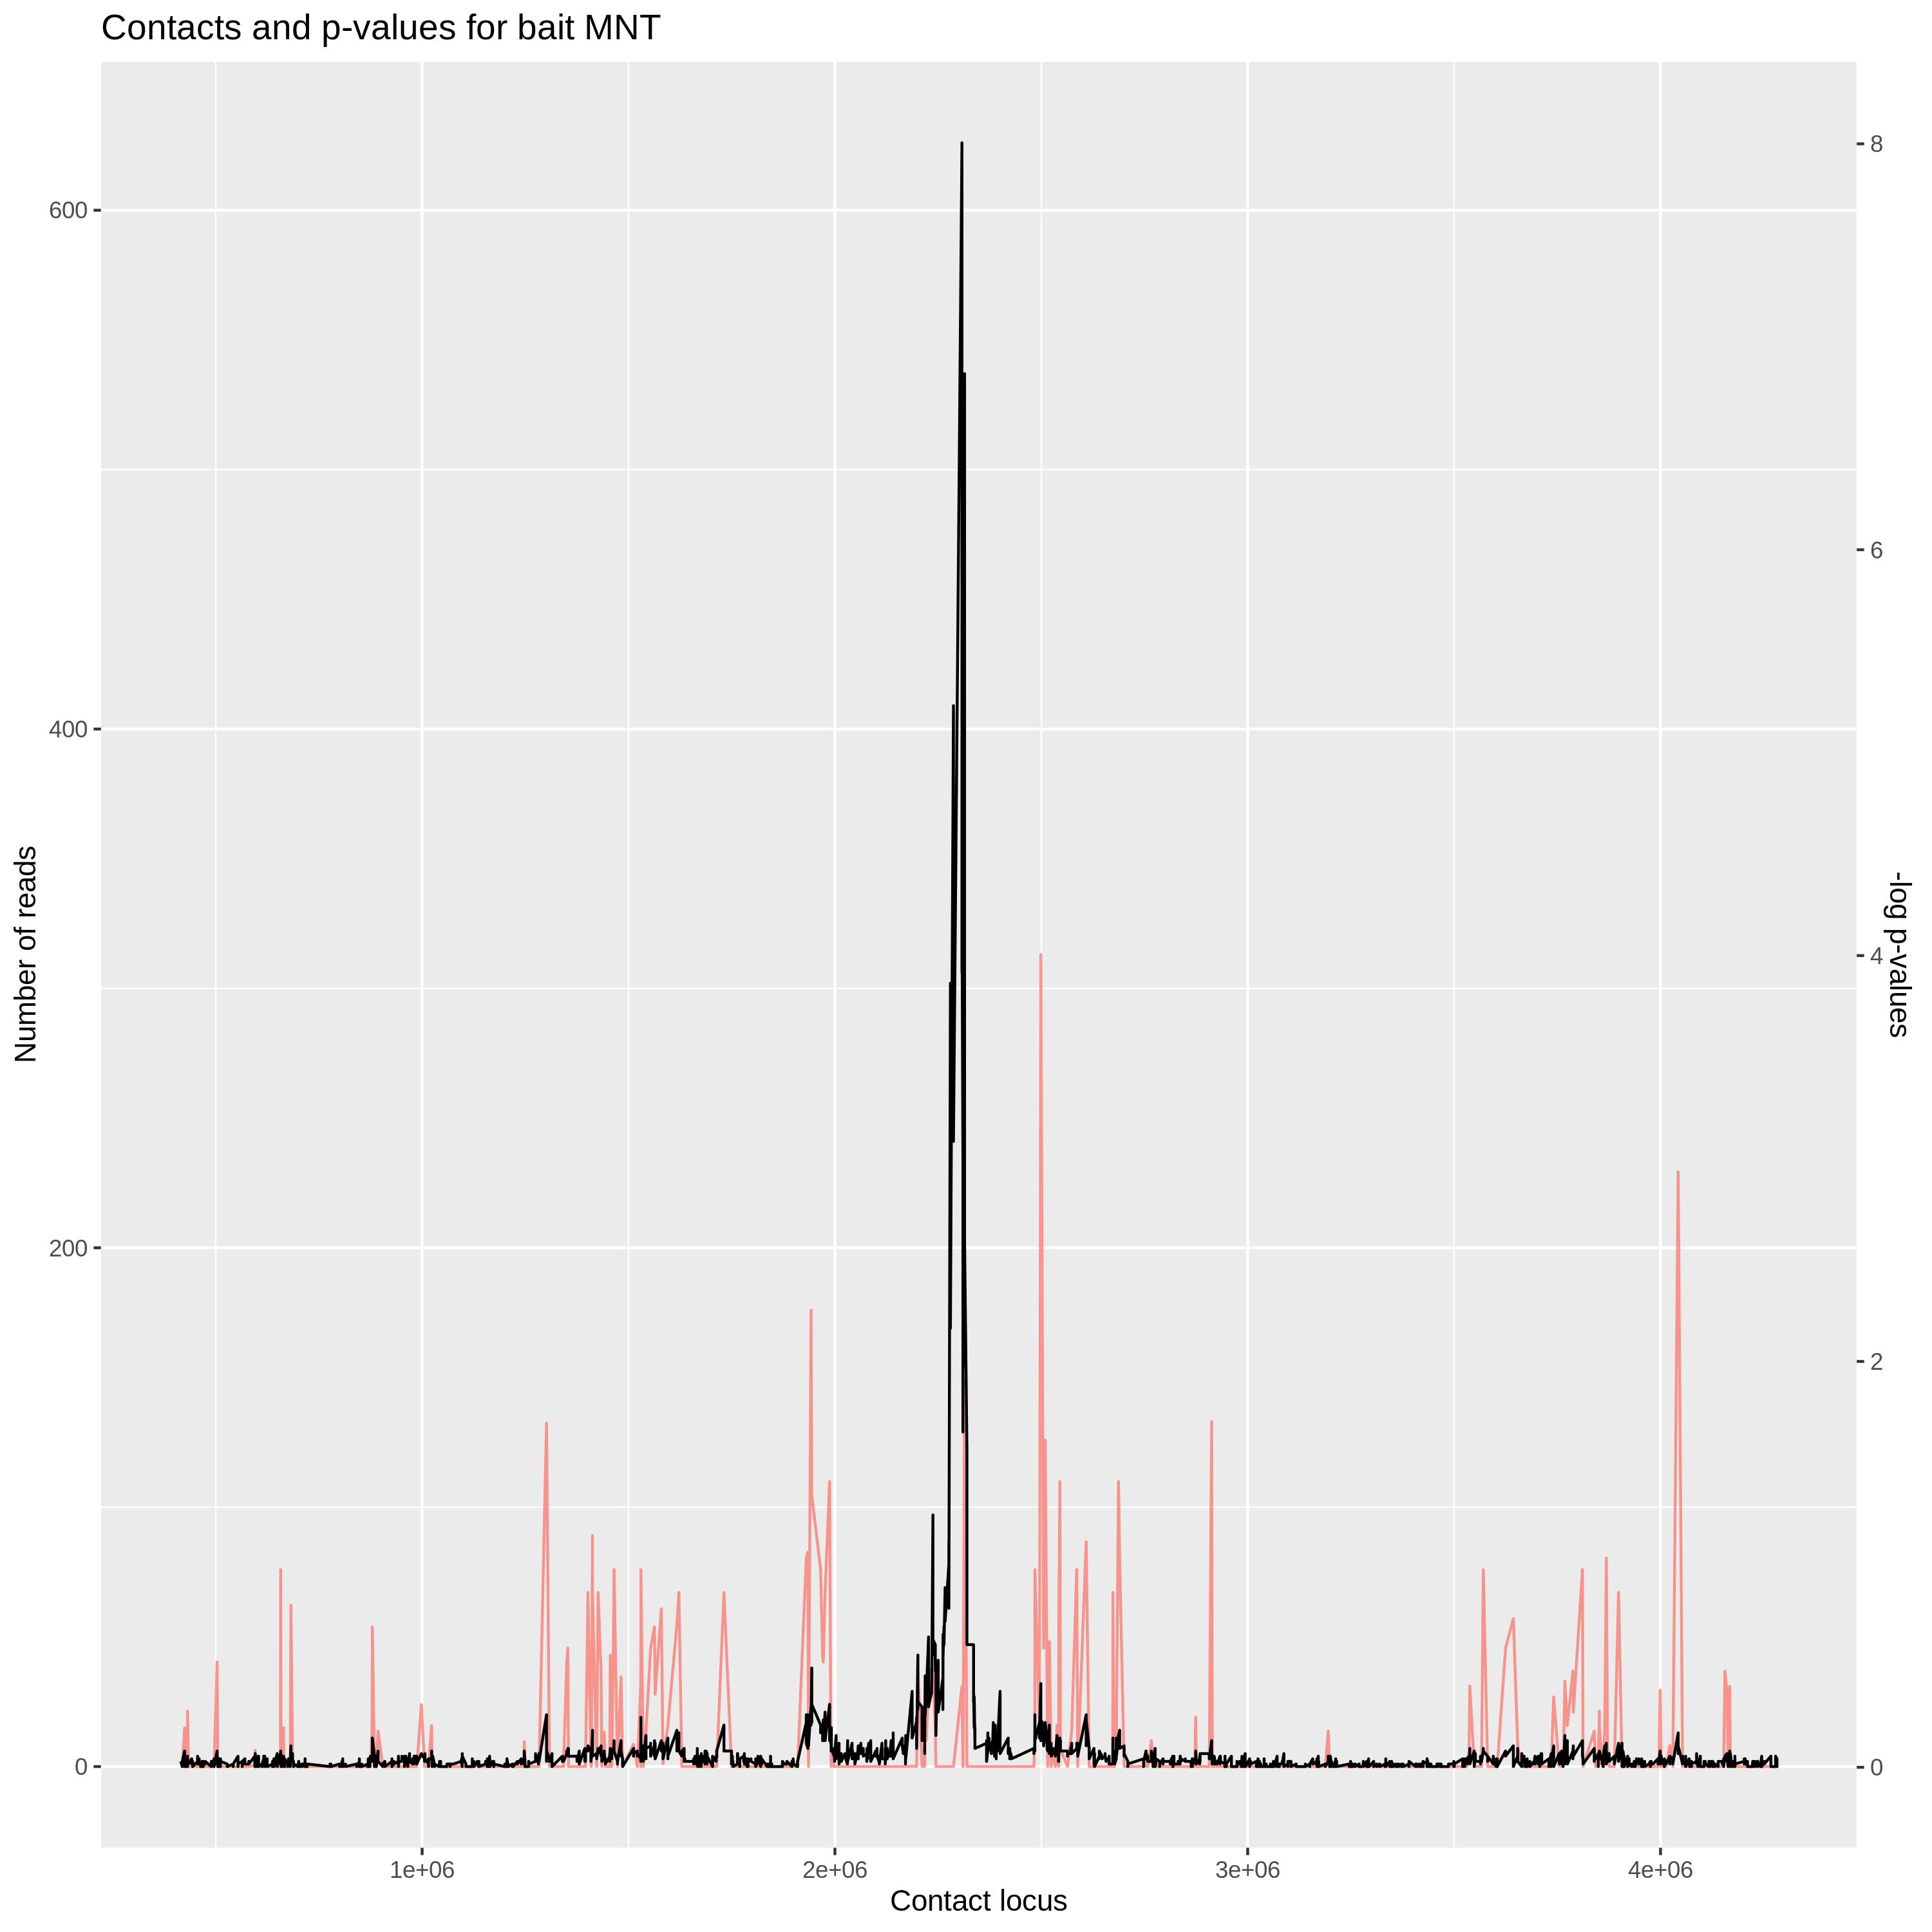 Contacts and p-values for bait MNT
600
400
200
0
Number of reads
8
6
4
2
0
-log p-values
1e+06
2e+06
3e+06
4e+06
Contact locus